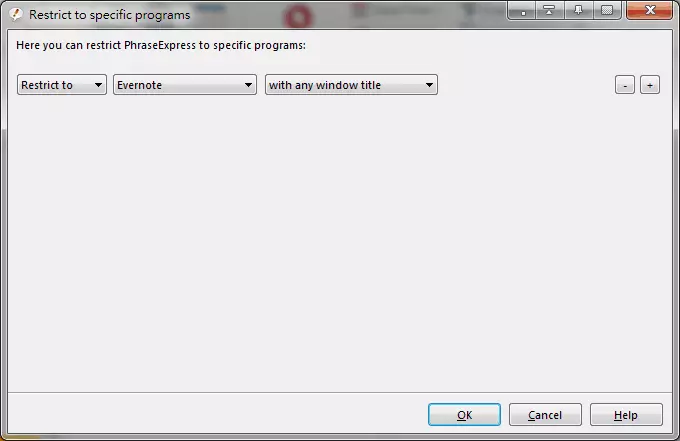 Restrict to specific programs
Here you can restrict PhraseExpress to specific programs:
Restrict to Evernote with any window title - +
OK Cancel Help